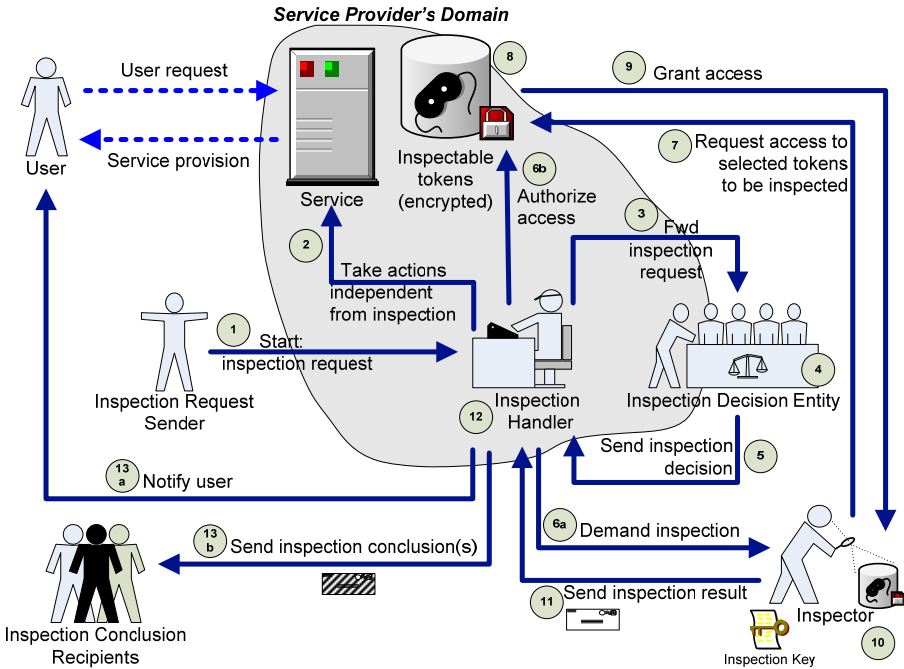 Service Provider's Domain
User request
Service provision
User
Service
8
Inspectable
tokens
(encrypted)
9
Grant access
7
Request access to
selected tokens
to be inspected
6b
Authorize
access
3
Fwd
inspection
request
2
Take actions
independent
from inspection
1
Start:
inspection request
Inspection Request
Sender
Inspection
Handler
12
4
Inspection Decision Entity
Send inspection
decision
5
13
a
Notify user
13
b
Send inspection conclusion(s)
6a
Demand inspection
11
Send inspection result
Inspection Conclusion
Recipients
Inspector
10
Inspection Key